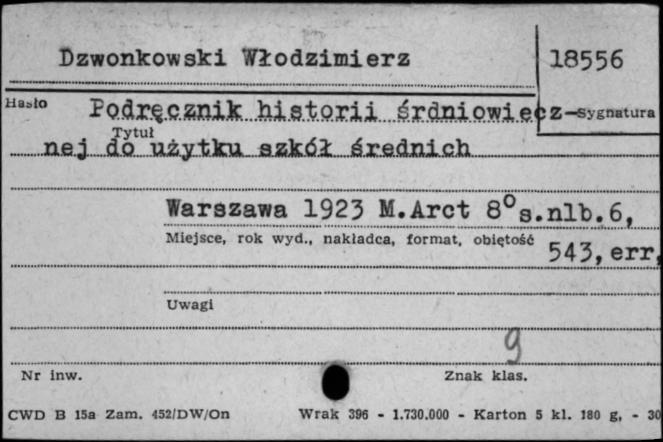 Dzwonkowski Włodzimierz
18556
Hasło
Podręcznik historii śrdniowiecz-
Sygnatura
Tytuł
nej do użytku szkół średnich
Warszawa 1923 M.Arct 8° s.nlb.6,
Miejsce, rok wyd., nakładca, format, objętość
543, err,
Uwagi
9
Nr inw.
Znak klas.
CWD B 15a Zam. 452/DW/On Wrak 396 - 1.730.000 - Karton 5 kl. 180 g, - 30